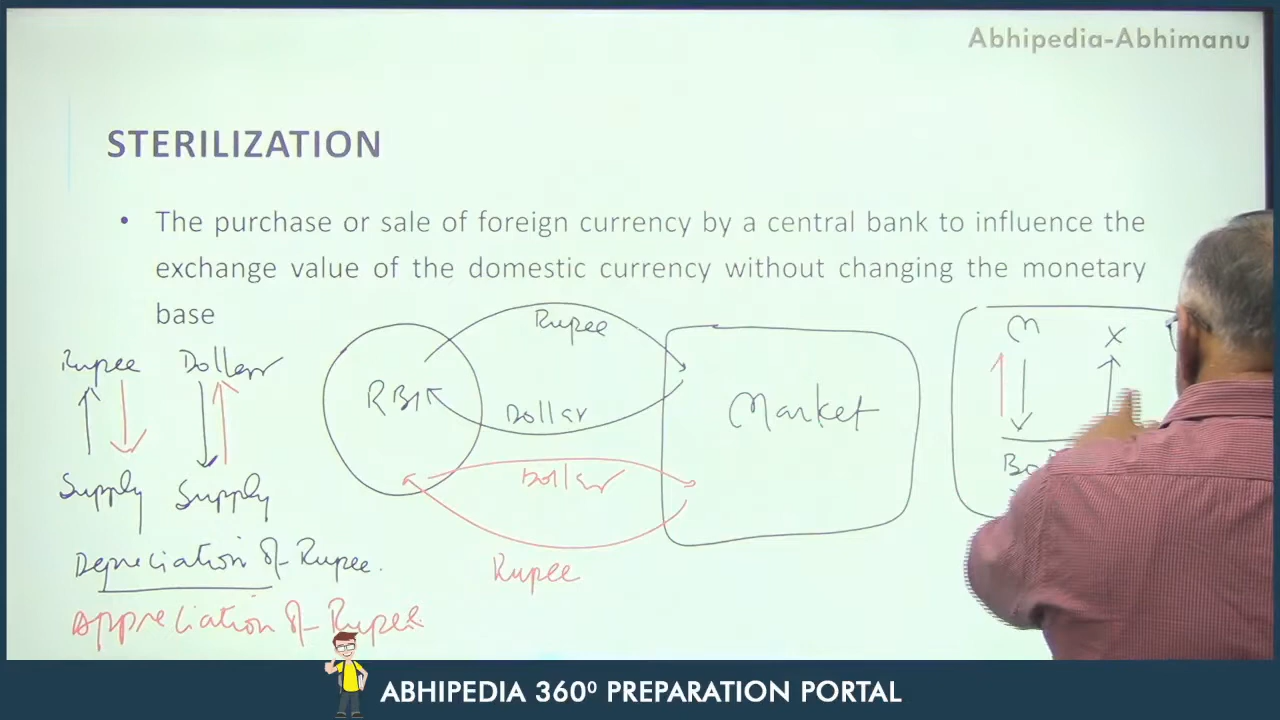 Abhipedia-Abhimanu
STERILIZATION
• The purchase or sale of foreign currency by a central bank to influence the
exchange value of the domestic currency without changing the monetary
base
Rupee Dollar
Supply Supply
Depreciation of Rupee.
Appreciation of Rupee
RBI
Rupee
Dollar
Dollar
Rupee
Market
M X
ABHIPEDIA 360⁰ PREPARATION PORTAL